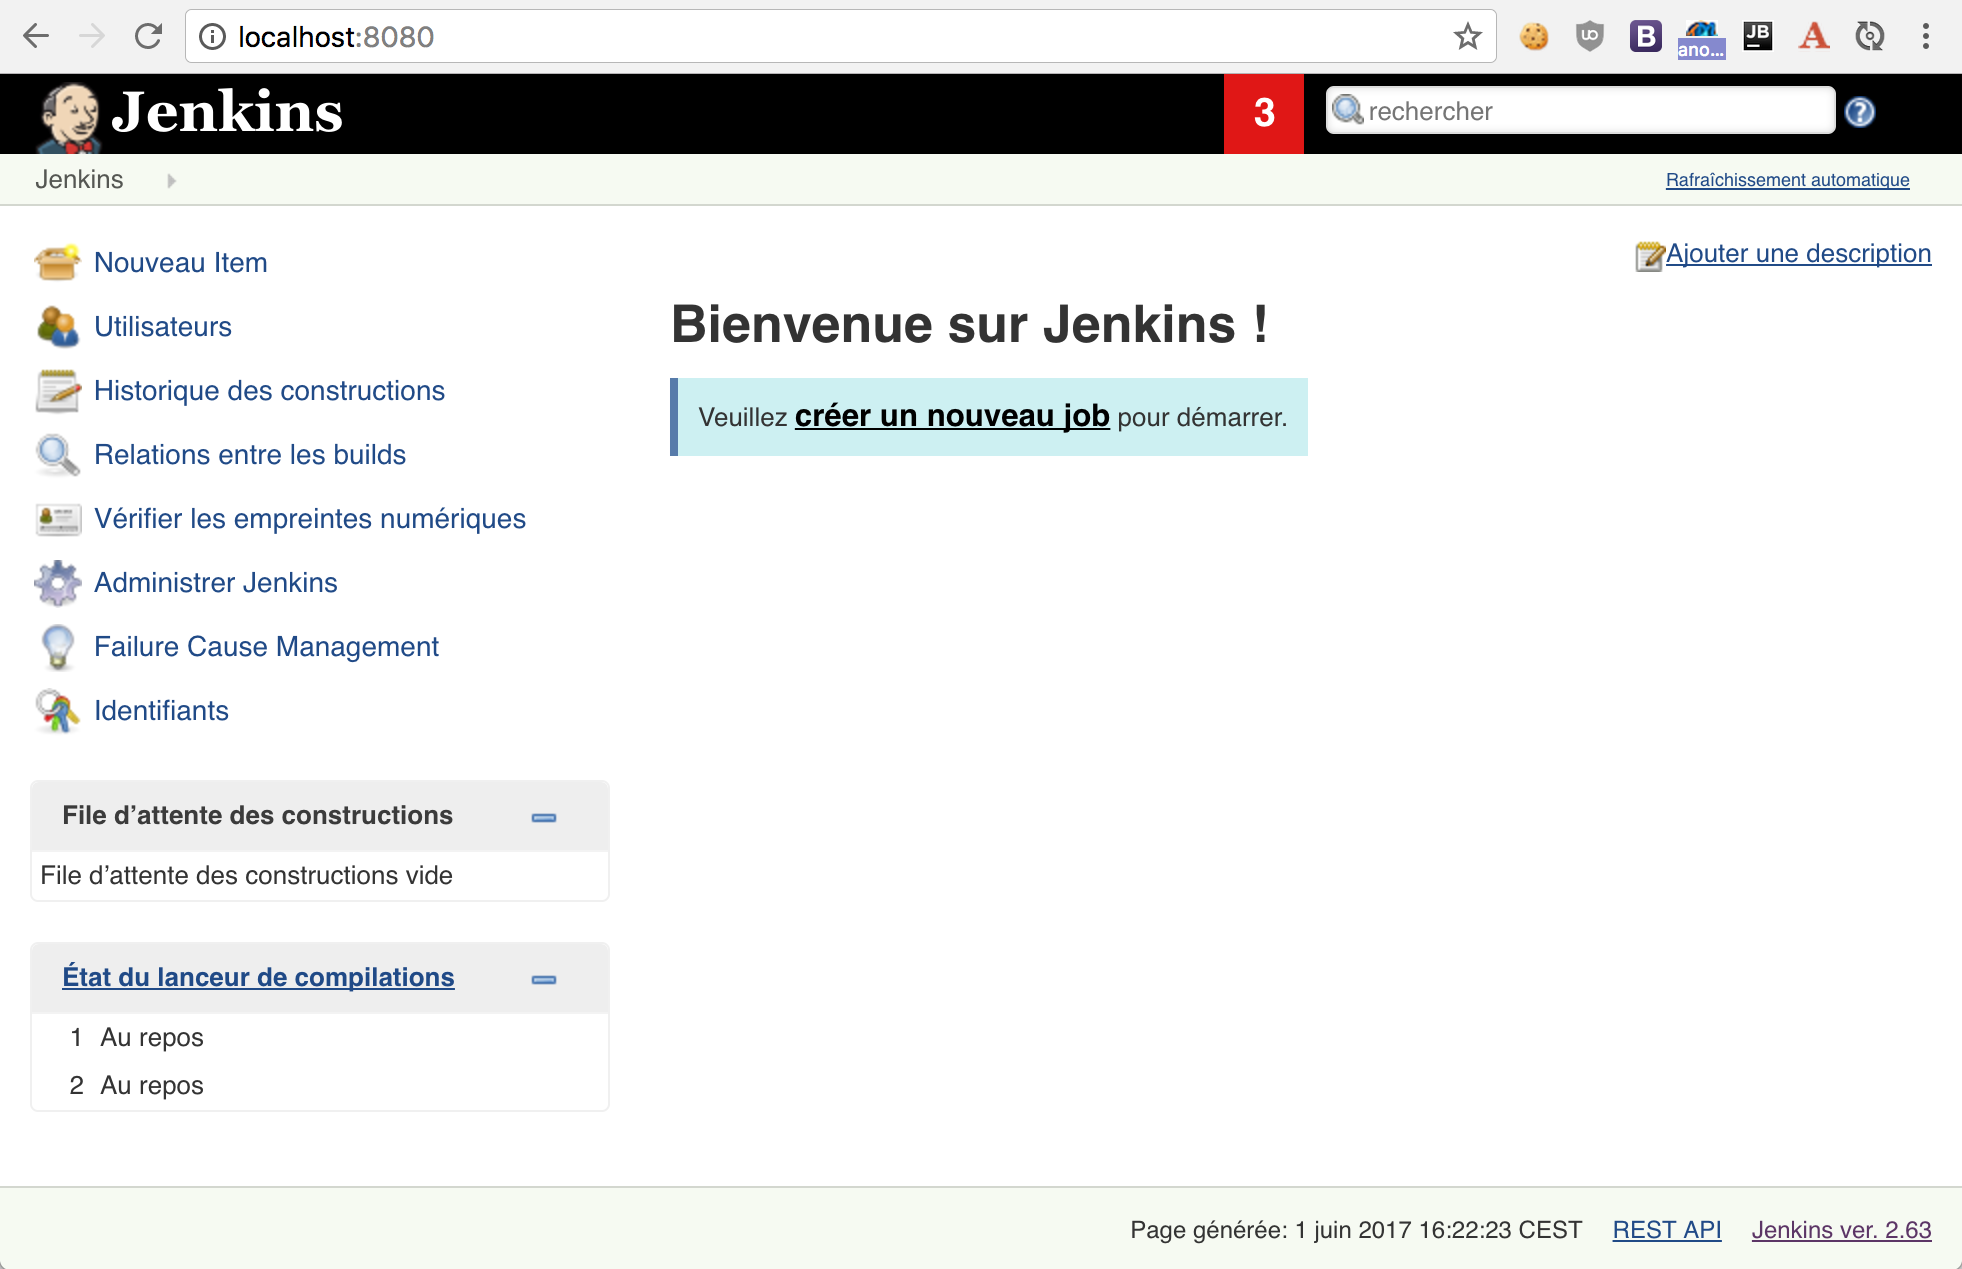 localhost:8080
UO
B
ano...
JB
A
Jenkins
3
rechercher
?
Jenkins
Rafraîchissement automatique
Nouveau Item
Ajouter une description
Utilisateurs
Bienvenue sur Jenkins !
Historique des constructions
Veuillez créer un nouveau job pour démarrer.
Relations entre les builds
Vérifier les empreintes numériques
Administrer Jenkins
Failure Cause Management
Identifiants
File d’attente des constructions
File d’attente des constructions vide
État du lanceur de compilations
1 Au repos
2 Au repos
Page générée: 1 juin 2017 16:22:23 CEST REST API Jenkins ver. 2.63